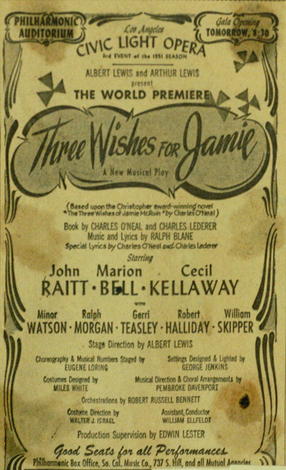 PHILHARMONIC
AUDITORIUM
Los Angeles
CIVIC LIGHT OPERA
3rd EVENT of the 1951 SEASON
Gala Opening
TOMORROW, 8:30
ALBERT LEWIS and ARTHUR LEWIS
present
THE WORLD PREMIERE
Three Wishes FOR Jamie
A New Musical Play
(Based upon the Christopher award-winning novel
"The Three Wishes of Jamie McRuin" by Charles O'Neal)
Book by CHARLES O'NEAL and CHARLES LEDERER
Music and Lyrics by RALPH BLANE
Special Lyrics by Charles O'Neal and Charles Lederer
Starring
John Marion Cecil
RAITT · BELL · KELLAWAY
with
Minor Ralph Gerri Robert William
WATSON · MORGAN · TEASLEY · HALLIDAY · SKIPPER
Stage Direction by ALBERT LEWIS
Choreography & Musical Numbers Staged by
EUGENE LORING
Settings Designed & Lighted by
GEORGE JENKINS
Costumes Designed by
MILES WHITE
Musical Direction & Choral Arrangements by
PEMBROKE DAVENPORT
Orchestrations by ROBERT RUSSELL BENNETT
Costume Direction by
WALTER J. ISRAEL
Assistant Conductor
WILLIAM ELLFELDT
Production Supervision by EDWIN LESTER
Good Seats for all Performances
Philharmonic Box Office, So. Cal. Music Co., 737 S. Hill, and all Mutual Agencies